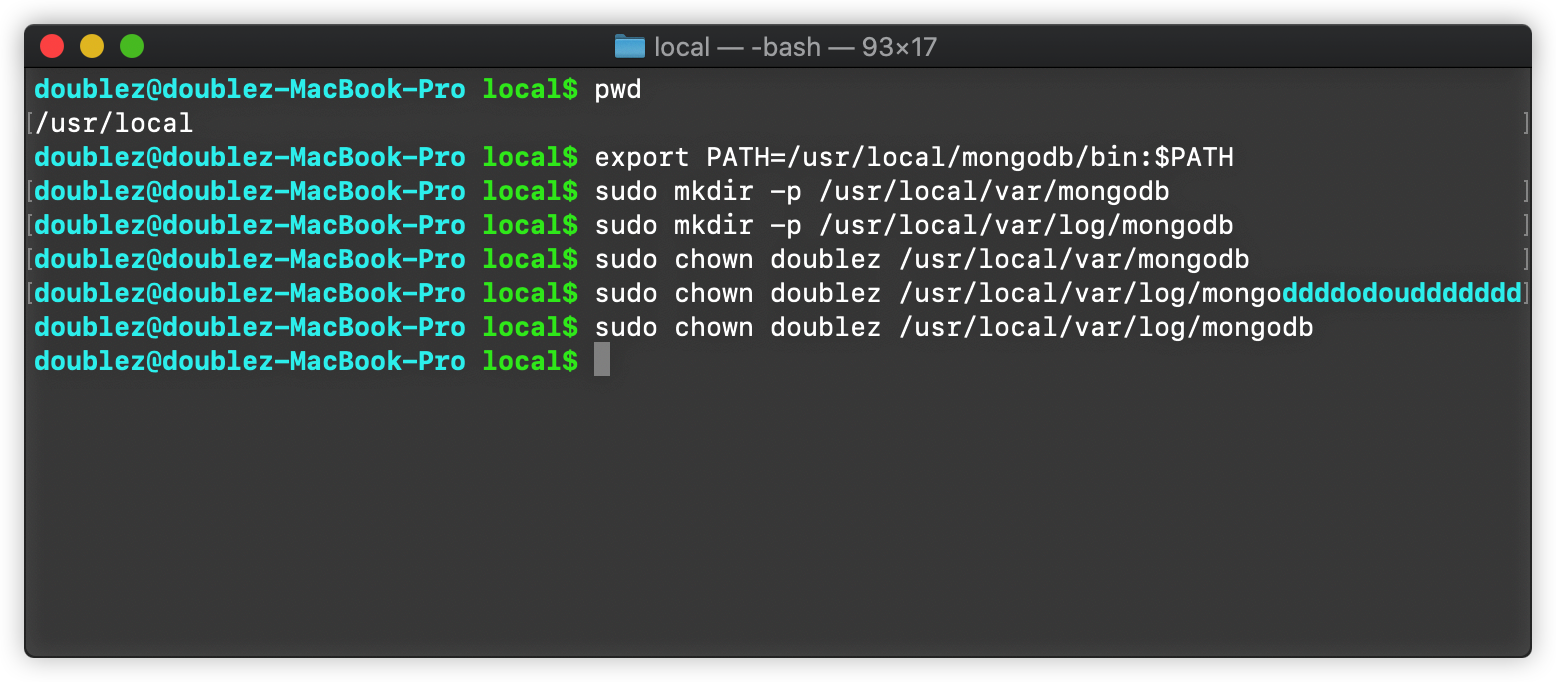 local — -bash — 93×17
doublez@doublez-MacBook-Pro local$ pwd
[/usr/local ]
doublez@doublez-MacBook-Pro local$ export PATH=/usr/local/mongodb/bin:$PATH
[doublez@doublez-MacBook-Pro local$ sudo mkdir -p /usr/local/var/mongodb ]
[doublez@doublez-MacBook-Pro local$ sudo mkdir -p /usr/local/var/log/mongodb ]
[doublez@doublez-MacBook-Pro local$ sudo chown doublez /usr/local/var/mongodb ]
[doublez@doublez-MacBook-Pro local$ sudo chown doublez /usr/local/var/log/mongoddddodouddddddd]
doublez@doublez-MacBook-Pro local$ sudo chown doublez /usr/local/var/log/mongodb
doublez@doublez-MacBook-Pro local$